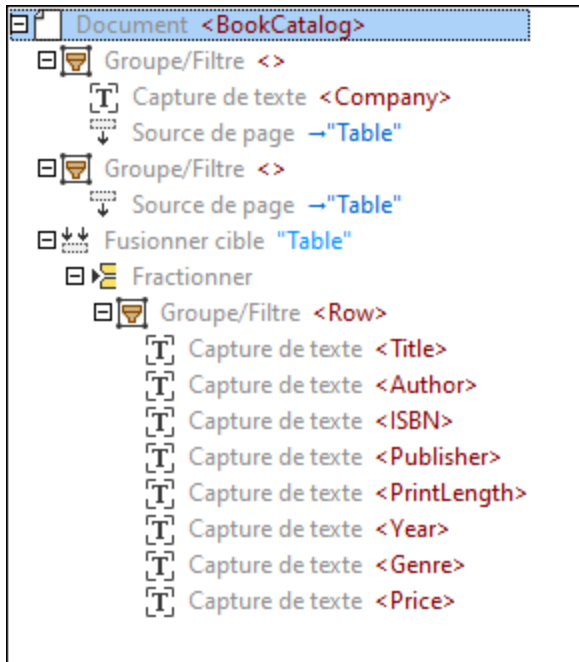 Document <BookCatalog>
Groupe/Filtre <>
Capture de texte <Company>
Source de page →"Table"
Groupe/Filtre <>
Source de page →"Table"
Fusionner cible "Table"
Fractionner
Groupe/Filtre <Row>
Capture de texte <Title>
Capture de texte <Author>
Capture de texte <ISBN>
Capture de texte <Publisher>
Capture de texte <PrintLength>
Capture de texte <Year>
Capture de texte <Genre>
Capture de texte <Price>